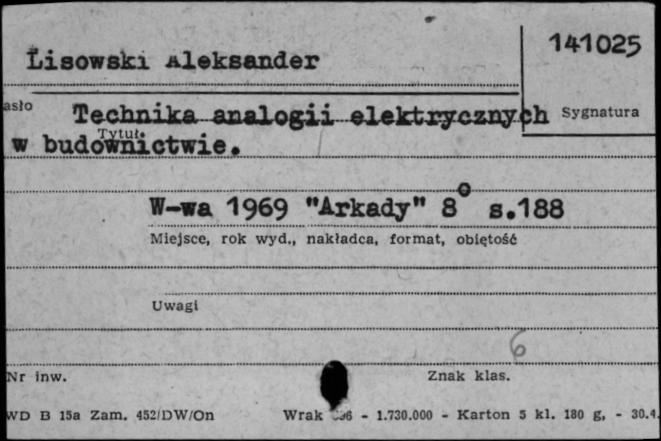 Lisowski Aleksander
141025
asło
Technika analogii elektrycznych
Sygnatura
Tytuł
w budownictwie.
W-wa 1969 "Arkady" 8° s.188
Miejsce, rok wyd., nakładca, format, objętość
Uwagi
6
Nr inw.
Znak klas.
WD B 15a Zam. 452/DW/On Wrak - 1.730.000 - Karton 5 kl. 180 g, - 30.4.